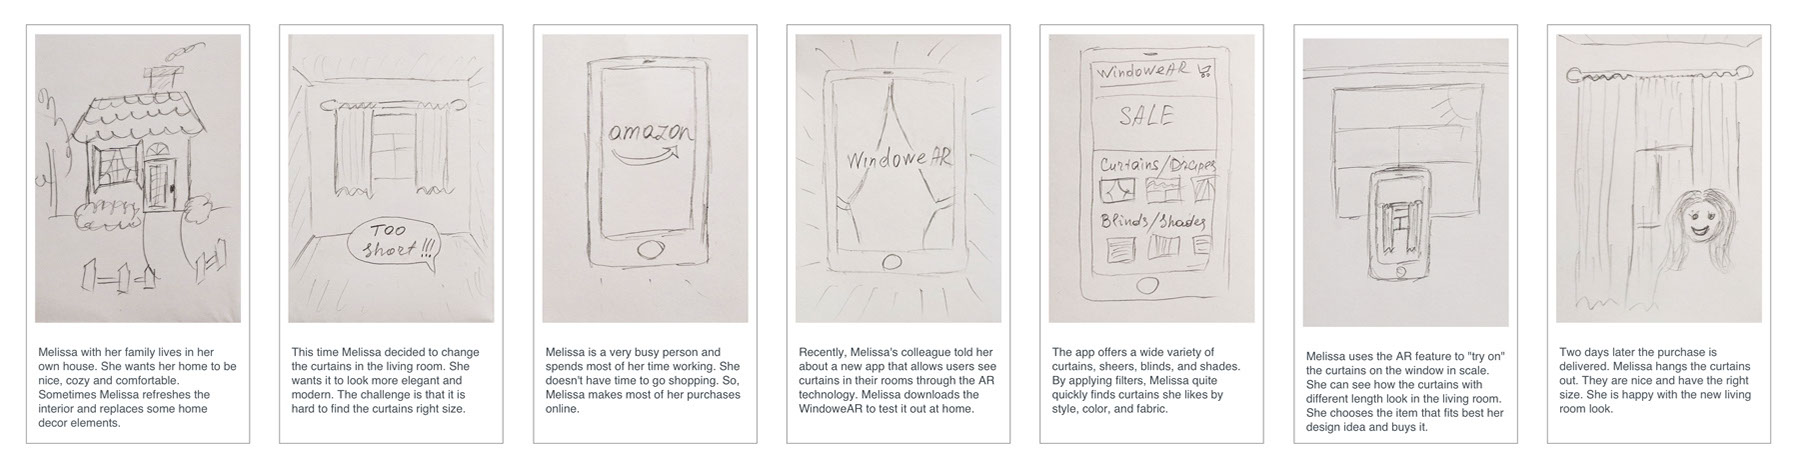 TOO
short!!!
amazon
WindoweAR
WindoweAR
SALE
Curtains/Drapes
Blinds/Shades
Melissa with her family lives in her
own house. She wants her home to be
nice, cozy and comfortable.
Sometimes Melissa refreshes the
interior and replaces some home
decor elements.
This time Melissa decided to change
the curtains in the living room. She
wants it to look more elegant and
modern. The challenge is that it is
hard to find the curtains right size.
Melissa is a very busy person and
spends most of her time working. She
doesn't have time to go shopping. So,
Melissa makes most of her purchases
online.
Recently, Melissa's colleague told her
about a new app that allows users see
curtains in their rooms through the AR
technology. Melissa downloads the
WindoweAR to test it out at home.
The app offers a wide variety of
curtains, sheers, blinds, and shades.
By applying filters, Melissa quite
quickly finds curtains she likes by
style, color, and fabric.
Melissa uses the AR feature to "try on"
the curtains on the window in scale.
She can see how the curtains with
different length look in the living room.
She chooses the item that fits best her
design idea and buys it.
Two days later the purchase is
delivered. Melissa hangs the curtains
out. They are nice and have the right
size. She is happy with the new living
room look.